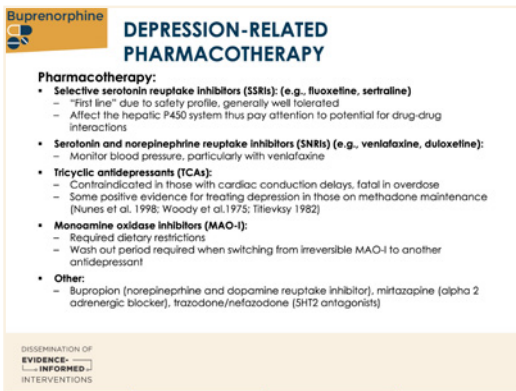 Buprenorphine
DEPRESSION-RELATED
PHARMACOTHERAPY
Pharmacotherapy:
▪ Selective serotonin reuptake inhibitors (SSRIs): (e.g., fluoxetine, sertraline)
– “First line” due to safety profile, generally well tolerated
– Affect the hepatic P450 system thus pay attention to potential for drug-drug
interactions
▪ Serotonin and norepinephrine reuptake inhibitors (SNRIs) (e.g., venlafaxine, duloxetine):
– Monitor blood pressure, particularly with venlafaxine
▪ Tricyclic antidepressants (TCAs):
– Contraindicated in those with cardiac conduction delays, fatal in overdose
– Some positive evidence for treating depression in those on methadone maintenance
(Nunes et al, 1998; Woody et al,1975; Titievksy 1982)
▪ Monoamine oxidase inhibitors (MAO-I):
– Required dietary restrictions
– Wash out period required when switching from irreversible MAO-I to another
antidepressant
▪ Other:
– Bupropion (norepineprhine and dopamine reuptake inhibitor), mirtazapine (alpha 2
adrenergic blocker), trazodone/nefazodone (5HT2 antagonists)
DISSEMINATION OF
EVIDENCE-
INFORMED
INTERVENTIONS